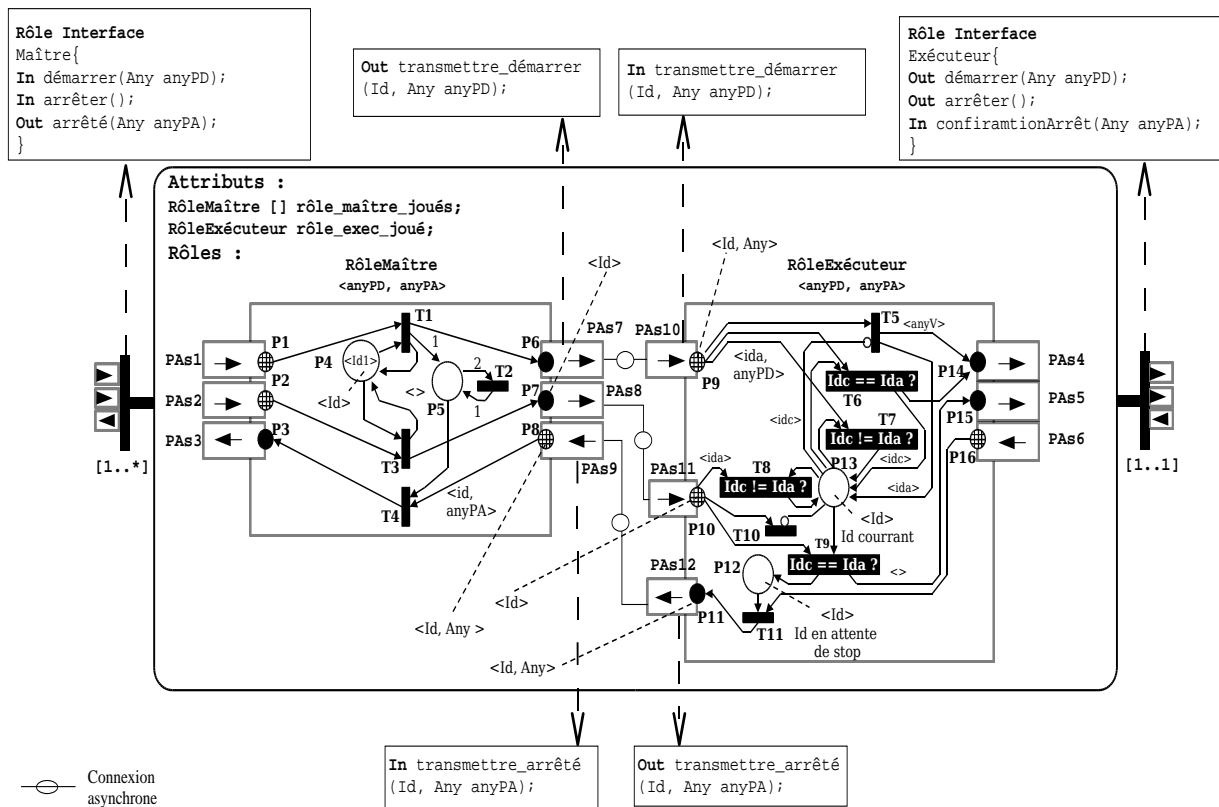 Rôle Interface
Maître{
In démarrer(Any anyPD);
In arrêter();
Out arrêté(Any anyPA);
}
Out transmettre_démarrer
(Id, Any anyPD);
In transmettre_démarrer
(Id, Any anyPD);
Rôle Interface
Exécuteur{
Out démarrer(Any anyPD);
Out arrêter();
In confiramtionArrêt(Any anyPA);
}
Attributs :
RôleMaître [] rôle_maître_joués;
RôleExécuteur rôle_exec_joué;
Rôles :
RôleMaître
<anyPD, anyPA>
<Id>
<Id, Any>
RôleExécuteur
<anyPD, anyPA>
PAs1
PAs2
PAs3
[1..*]
P1
P2
P3
P4
<Id1>
<Id>
T1
1
<>
P5
2
T2
1
T3
T4
<id,
anyPA>
P6
P7
P8
PAs7
PAs8
PAs9
PAs10
PAs11
PAs12
P9
<ida,
anyPD>
T5
<anyV>
P14
Idc == Ida ?
T6
T7
Idc != Ida ?
<idc>
P13
<idc>
<ida>
<ida>
T8
Idc != Ida ?
P10
T10
<Id>
Id courrant
T9
Idc == Ida ?
<>
P12
P11
T11
<Id>
Id en attente
de stop
P15
P16
PAs4
PAs5
PAs6
[1..1]
<Id>
<Id, Any >
<Id, Any>
In transmettre_arrêté
(Id, Any anyPA);
Out transmettre_arrêté
(Id, Any anyPA);
Connexion
asynchrone